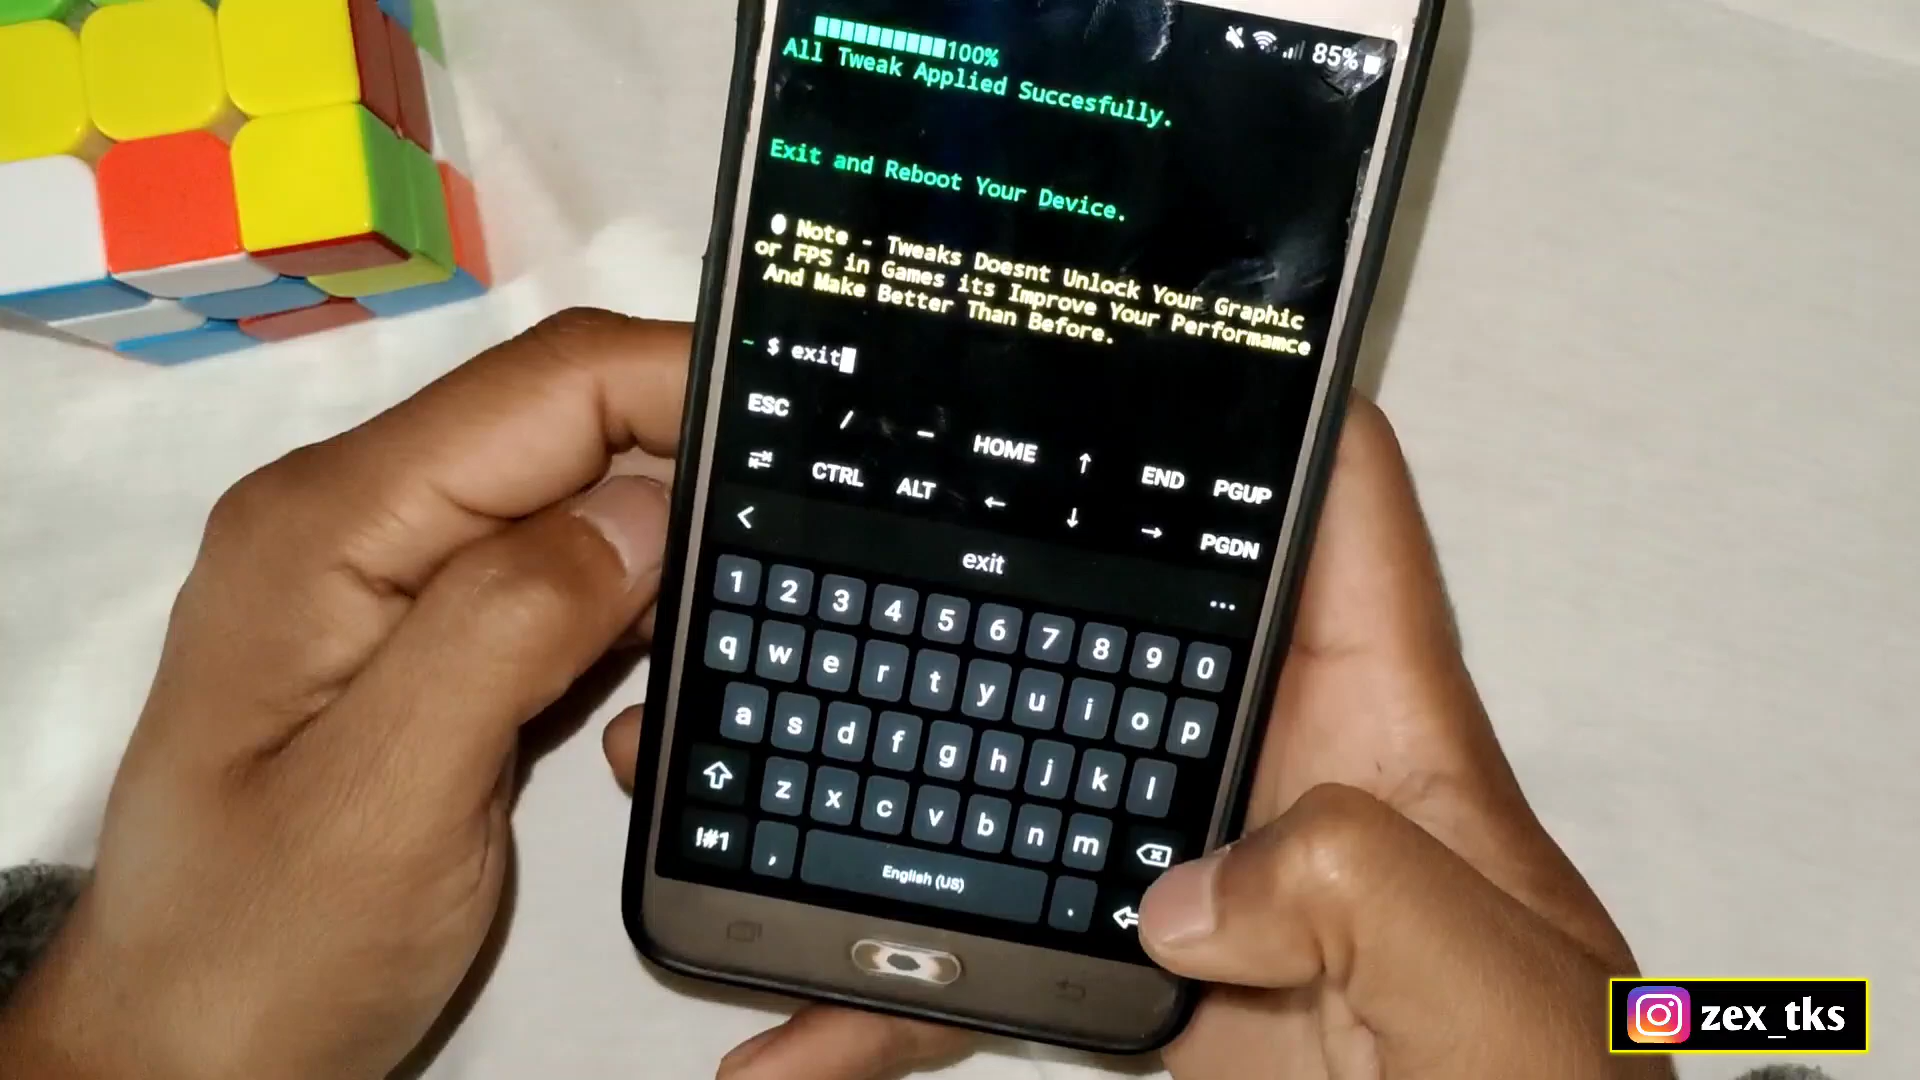 85%
100%
All Tweak Applied Succesfully.
Exit and Reboot Your Device.
Note - Tweaks Doesnt Unlock Your Graphic
or FPS in Games its Improve Your Performamce
And Make Better Than Before.
~ $ exit
ESC / — HOME ↑ END PGUP
CTRL ALT ← ↓ → PGDN
exit
...
1 2 3 4 5 6 7 8 9 0
q w e r t y u i o p
a s d f g h j k l
z x c v b n m
!#1 , English (US) .
zex_tks